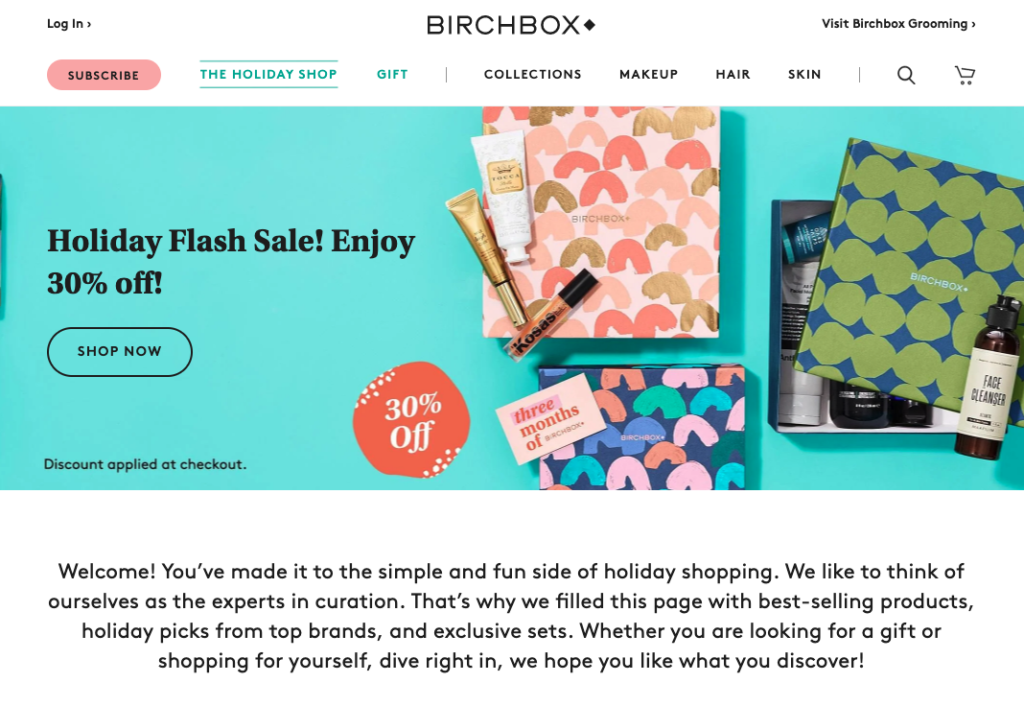 Log In ›
BIRCHBOX
Visit Birchbox Grooming ›
SUBSCRIBE
THE HOLIDAY SHOP
GIFT
COLLECTIONS
MAKEUP
HAIR
SKIN
Holiday Flash Sale! Enjoy
30% off!
SHOP NOW
Discount applied at checkout.
30%
Off
TOCCA
BIRCHBOX
Kosas
three
months
of BIRCHBOX
BIRCHBOX
BIRCHBOX
FACE
CLEANSER
Welcome! You’ve made it to the simple and fun side of holiday shopping. We like to think of
ourselves as the experts in curation. That’s why we filled this page with best-selling products,
holiday picks from top brands, and exclusive sets. Whether you are looking for a gift or
shopping for yourself, dive right in, we hope you like what you discover!